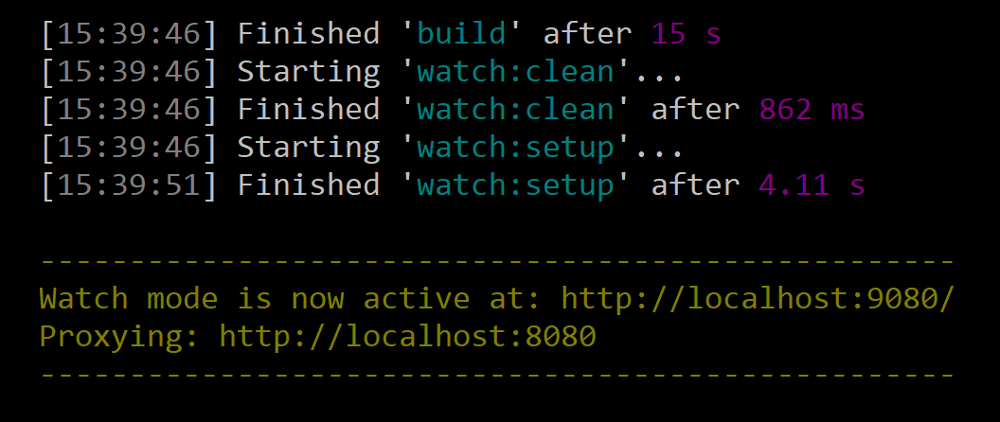 [15:39:46] Finished 'build' after 15 s
[15:39:46] Starting 'watch:clean'...
[15:39:46] Finished 'watch:clean' after 862 ms
[15:39:46] Starting 'watch:setup'...
[15:39:51] Finished 'watch:setup' after 4.11 s
---------------------------------------------------
Watch mode is now active at: http://localhost:9080/
Proxying: http://localhost:8080
---------------------------------------------------